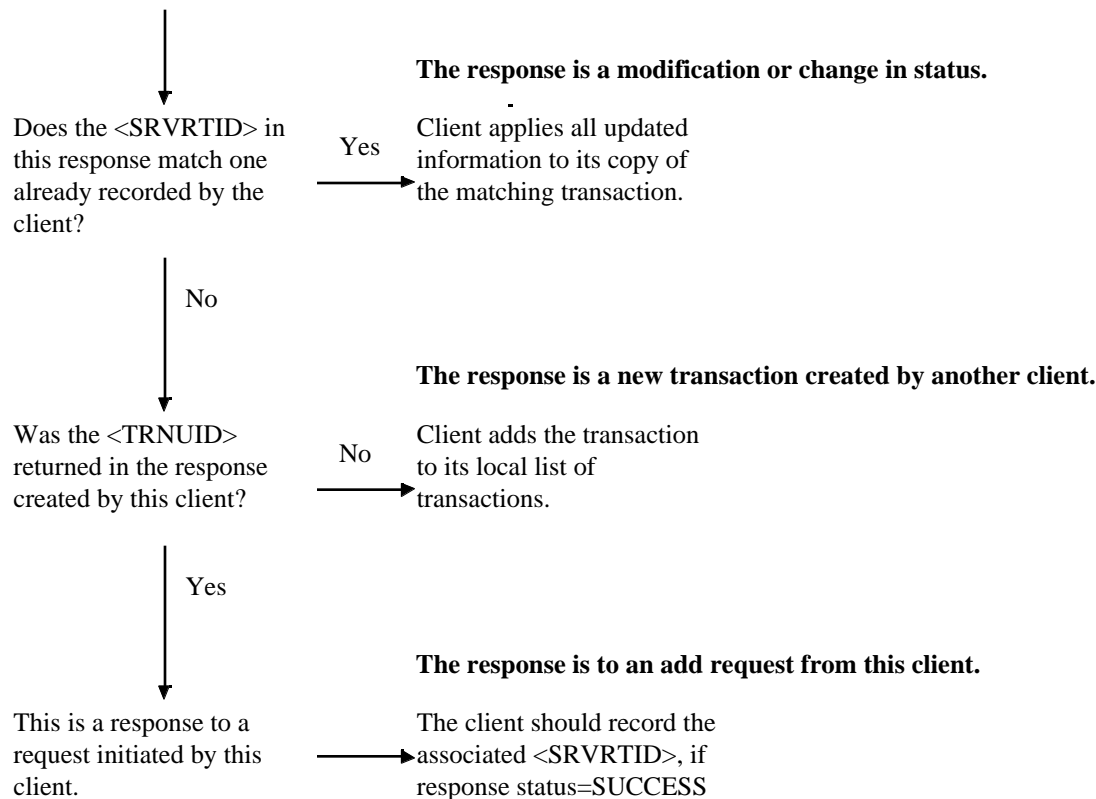 The response is a modification or change in status.
Does the <SRVRTID> in
this response match one
already recorded by the
client?
Yes
Client applies all updated
information to its copy of
the matching transaction.
No
The response is a new transaction created by another client.
Was the <TRNUID>
returned in the response
created by this client?
No
Client adds the transaction
to its local list of
transactions.
Yes
The response is to an add request from this client.
This is a response to a
request initiated by this
client.
The client should record the
associated <SRVRTID>, if
response status=SUCCESS